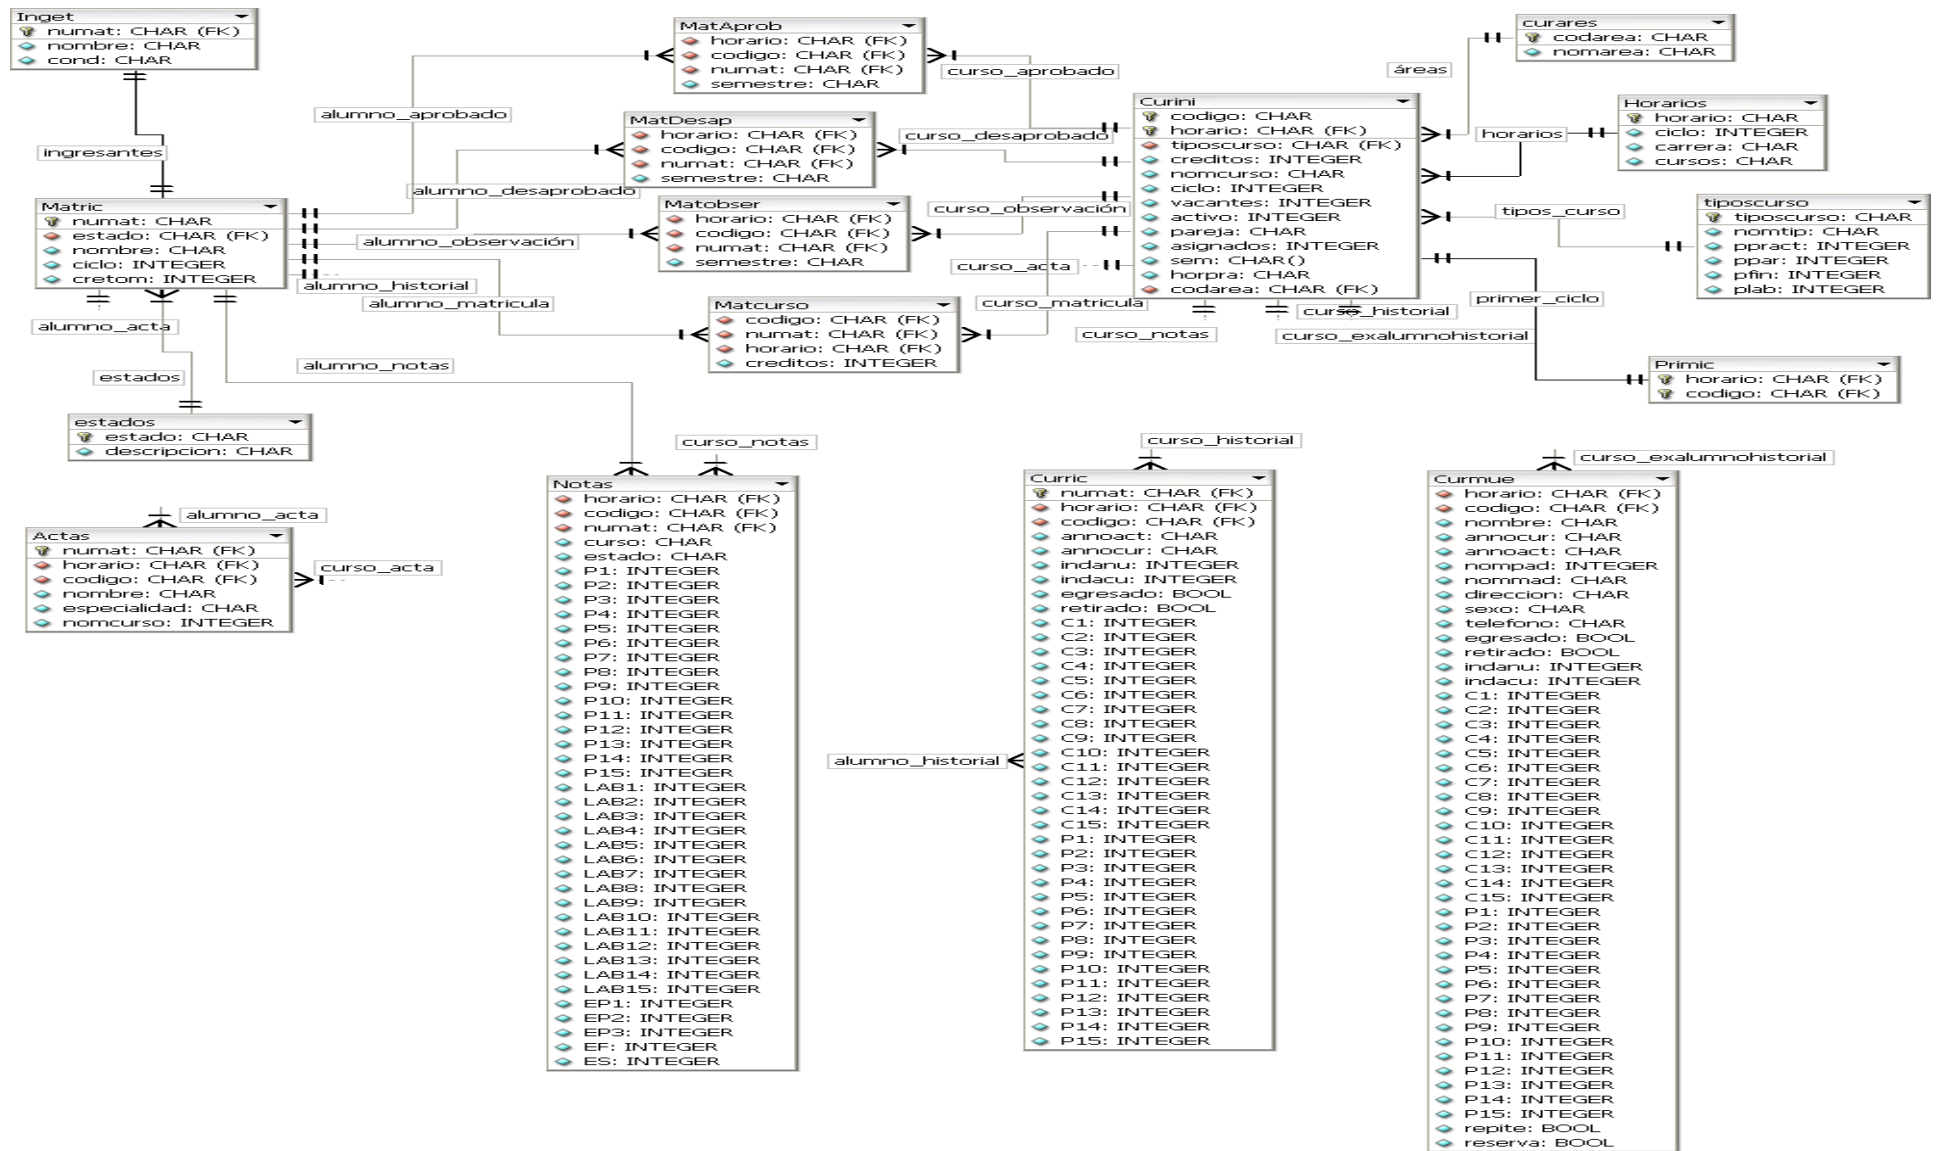 Inget
numat: CHAR (FK)
nombre: CHAR
cond: CHAR
ingresantes
Matric
numat: CHAR
estado: CHAR (FK)
nombre: CHAR
ciclo: INTEGER
cretom: INTEGER
alumno_acta
estados
estados
estado: CHAR
descripcion: CHAR
alumno_aprobado
alumno_desaprobado
alumno_observación
alumno_historial
alumno_matricula
alumno_notas
MatAprob
horario: CHAR (FK)
codigo: CHAR (FK)
numat: CHAR (FK)
semestre: CHAR
MatDesap
horario: CHAR (FK)
codigo: CHAR (FK)
numat: CHAR (FK)
semestre: CHAR
Matobser
horario: CHAR (FK)
codigo: CHAR (FK)
numat: CHAR (FK)
semestre: CHAR
Matcurso
codigo: CHAR (FK)
numat: CHAR (FK)
horario: CHAR (FK)
creditos: INTEGER
curso_aprobado
curso_desaprobado
curso_observación
curso_acta
curso_matricula
curso_notas
Curini
codigo: CHAR
horario: CHAR (FK)
tiposcurso: CHAR (FK)
creditos: INTEGER
nomcurso: CHAR
ciclo: INTEGER
vacantes: INTEGER
activo: INTEGER
pareja: CHAR
asignados: INTEGER
sem: CHAR()
horpra: CHAR
codarea: CHAR (FK)
curso_historial
curso_exalumnohistorial
áreas
horarios
tipos_curso
primer_ciclo
curares
codarea: CHAR
nomarea: CHAR
Horarios
horario: CHAR
ciclo: INTEGER
carrera: CHAR
cursos: CHAR
tiposcurso
tiposcurso: CHAR
nomtip: CHAR
ppract: INTEGER
ppar: INTEGER
pfin: INTEGER
plab: INTEGER
Primic
horario: CHAR (FK)
codigo: CHAR (FK)
alumno_acta
Actas
numat: CHAR (FK)
horario: CHAR (FK)
codigo: CHAR (FK)
nombre: CHAR
especialidad: CHAR
nomcurso: INTEGER
curso_acta
curso_notas
Notas
horario: CHAR (FK)
codigo: CHAR (FK)
numat: CHAR (FK)
curso: CHAR
estado: CHAR
P1: INTEGER
P2: INTEGER
P3: INTEGER
P4: INTEGER
P5: INTEGER
P6: INTEGER
P7: INTEGER
P8: INTEGER
P9: INTEGER
P10: INTEGER
P11: INTEGER
P12: INTEGER
P13: INTEGER
P14: INTEGER
P15: INTEGER
LAB1: INTEGER
LAB2: INTEGER
LAB3: INTEGER
LAB4: INTEGER
LAB5: INTEGER
LAB6: INTEGER
LAB7: INTEGER
LAB8: INTEGER
LAB9: INTEGER
LAB10: INTEGER
LAB11: INTEGER
LAB12: INTEGER
LAB13: INTEGER
LAB14: INTEGER
LAB15: INTEGER
EP1: INTEGER
EP2: INTEGER
EP3: INTEGER
EF: INTEGER
ES: INTEGER
curso_historial
alumno_historial
Curric
numat: CHAR (FK)
horario: CHAR (FK)
codigo: CHAR (FK)
annoact: CHAR
annocur: CHAR
indanu: INTEGER
indacu: INTEGER
egresado: BOOL
retirado: BOOL
C1: INTEGER
C2: INTEGER
C3: INTEGER
C4: INTEGER
C5: INTEGER
C6: INTEGER
C7: INTEGER
C8: INTEGER
C9: INTEGER
C10: INTEGER
C11: INTEGER
C12: INTEGER
C13: INTEGER
C14: INTEGER
C15: INTEGER
P1: INTEGER
P2: INTEGER
P3: INTEGER
P4: INTEGER
P5: INTEGER
P6: INTEGER
P7: INTEGER
P8: INTEGER
P9: INTEGER
P10: INTEGER
P11: INTEGER
P12: INTEGER
P13: INTEGER
P14: INTEGER
P15: INTEGER
curso_exalumnohistorial
Curmue
horario: CHAR (FK)
codigo: CHAR (FK)
nombre: CHAR
annocur: CHAR
annoact: CHAR
nompad: INTEGER
nommad: CHAR
direccion: CHAR
sexo: CHAR
telefono: CHAR
egresado: BOOL
retirado: BOOL
indanu: INTEGER
indacu: INTEGER
C1: INTEGER
C2: INTEGER
C3: INTEGER
C4: INTEGER
C5: INTEGER
C6: INTEGER
C7: INTEGER
C8: INTEGER
C9: INTEGER
C10: INTEGER
C11: INTEGER
C12: INTEGER
C13: INTEGER
C14: INTEGER
C15: INTEGER
P1: INTEGER
P2: INTEGER
P3: INTEGER
P4: INTEGER
P5: INTEGER
P6: INTEGER
P7: INTEGER
P8: INTEGER
P9: INTEGER
P10: INTEGER
P11: INTEGER
P12: INTEGER
P13: INTEGER
P14: INTEGER
P15: INTEGER
repite: BOOL
reserva: BOOL